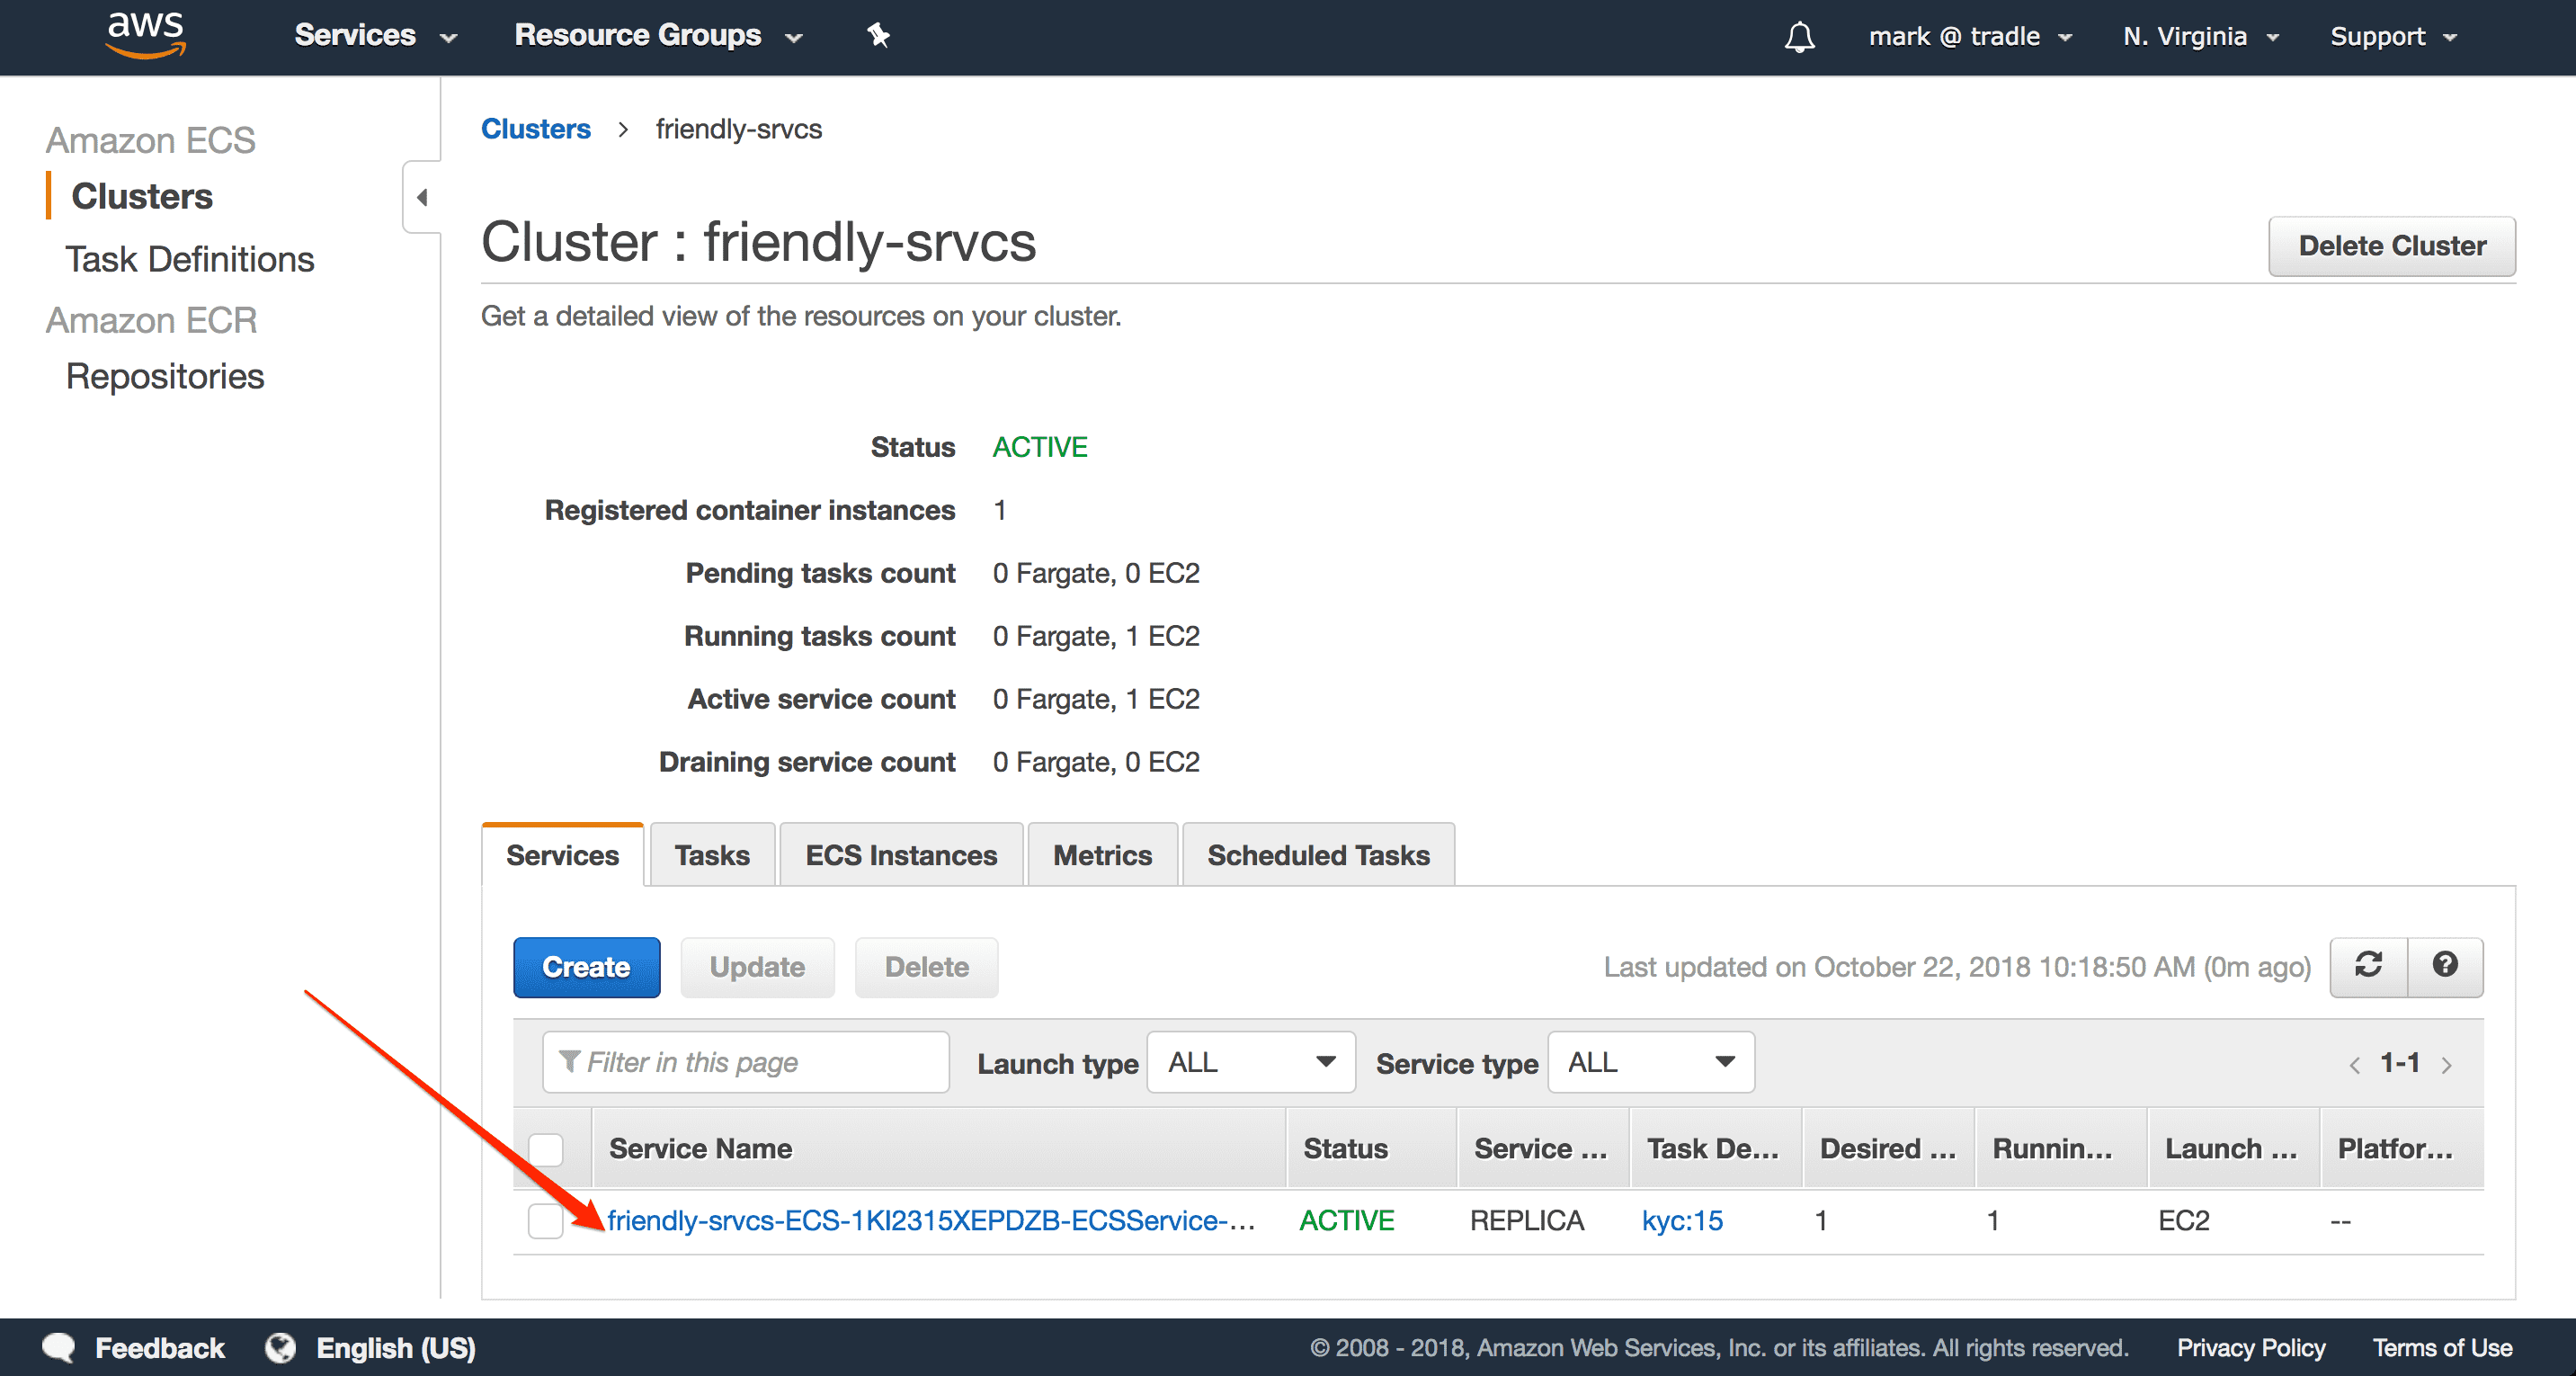 aws Services Resource Groups mark @ tradle N. Virginia Support
Amazon ECS
Clusters
Task Definitions
Amazon ECR
Repositories
Clusters > friendly-srvcs
Cluster : friendly-srvcs
Delete Cluster
Get a detailed view of the resources on your cluster.
Status ACTIVE
Registered container instances 1
Pending tasks count 0 Fargate, 0 EC2
Running tasks count 0 Fargate, 1 EC2
Active service count 0 Fargate, 1 EC2
Draining service count 0 Fargate, 0 EC2
Services Tasks ECS Instances Metrics Scheduled Tasks
Create Update Delete Last updated on October 22, 2018 10:18:50 AM (0m ago)
Filter in this page Launch type ALL Service type ALL < 1-1 >
Service Name Status Service ... Task De... Desired ... Runnin... Launch ... Platfor...
friendly-srvcs-ECS-1KI2315XEPDZB-ECSService-... ACTIVE REPLICA kyc:15 1 1 EC2 --
Feedback English (US) © 2008 - 2018, Amazon Web Services, Inc. or its affiliates. All rights reserved. Privacy Policy Terms of Use